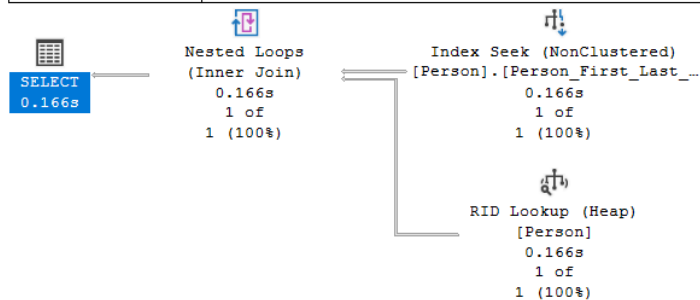 SELECT
0.166s
Nested Loops
(Inner Join)
0.166s
1 of
1 (100%)
Index Seek (NonClustered)
[Person].[Person_First_Last_…
0.166s
1 of
1 (100%)
RID Lookup (Heap)
[Person]
0.166s
1 of
1 (100%)